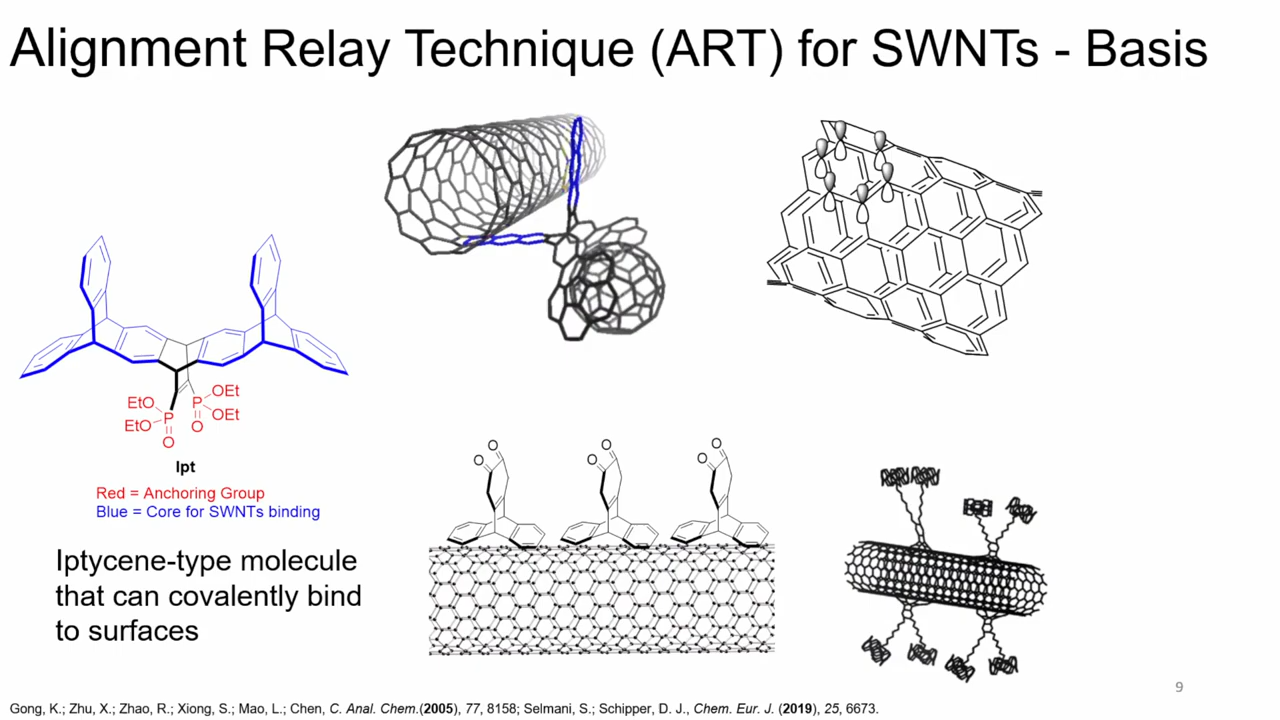 Alignment Relay Technique (ART) for SWNTs - Basis
EtO
EtO
P
O
P
O
OEt
OEt
Ipt
Red = Anchoring Group
Blue = Core for SWNTs binding
Iptycene-type molecule
that can covalently bind
to surfaces
O
O
O
O
O
O
9
Gong, K.; Zhu, X.; Zhao, R.; Xiong, S.; Mao, L.; Chen, C. Anal. Chem.(2005), 77, 8158; Selmani, S.; Schipper, D. J., Chem. Eur. J. (2019), 25, 6673.